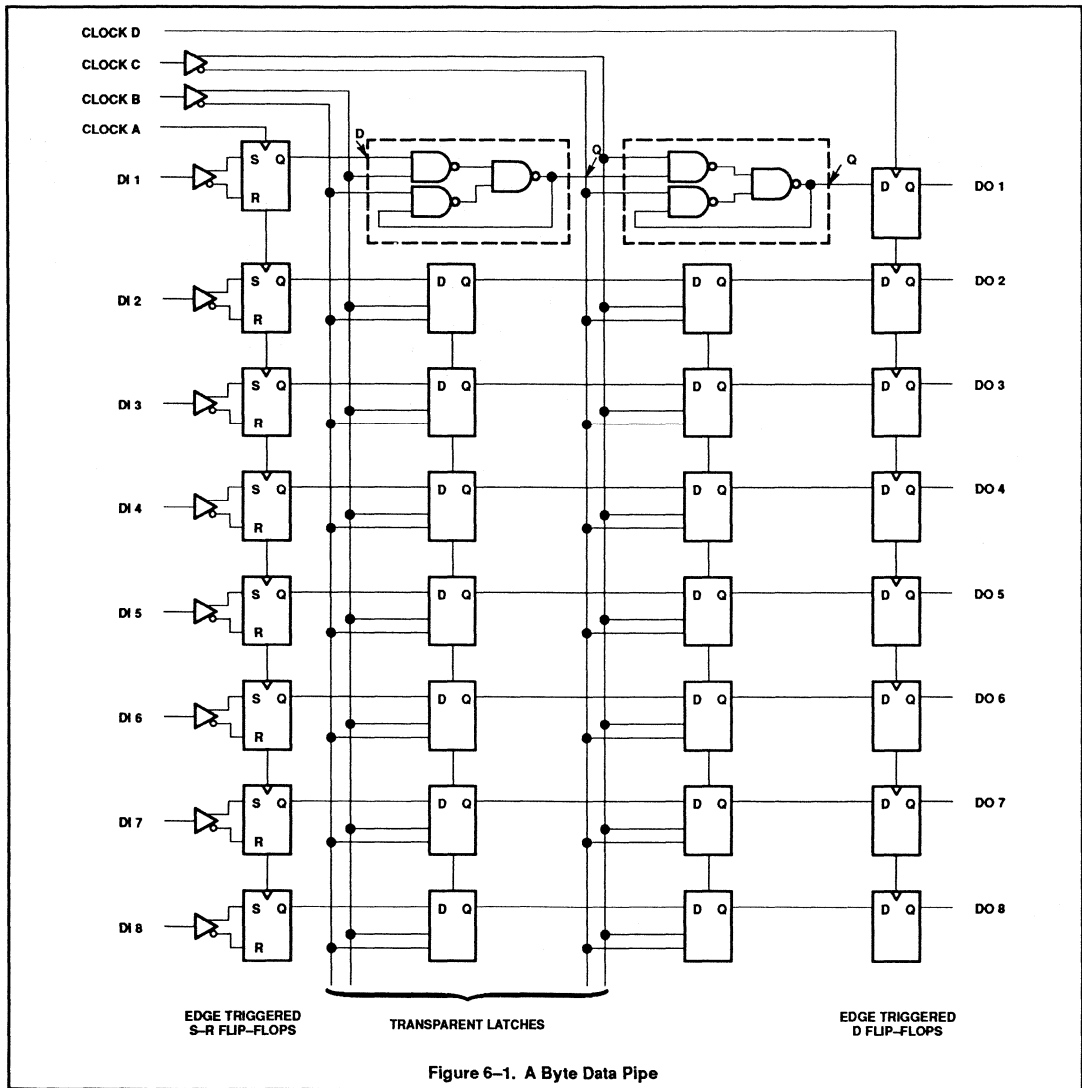 CLOCK D
CLOCK C
CLOCK B
CLOCK A
D
Q
Q
DI 1
S Q
R
D Q
DO 1
DI 2
S Q
R
D Q
D Q
D Q
DO 2
DI 3
S Q
R
D Q
D Q
D Q
DO 3
DI 4
S Q
R
D Q
D Q
D Q
DO 4
DI 5
S Q
R
D Q
D Q
D Q
DO 5
DI 6
S Q
R
D Q
D Q
D Q
DO 6
DI 7
S Q
R
D Q
D Q
D Q
DO 7
DI 8
S Q
R
D Q
D Q
D Q
DO 8
EDGE TRIGGERED
S–R FLIP–FLOPS
TRANSPARENT LATCHES
EDGE TRIGGERED
D FLIP–FLOPS
Figure 6–1. A Byte Data Pipe